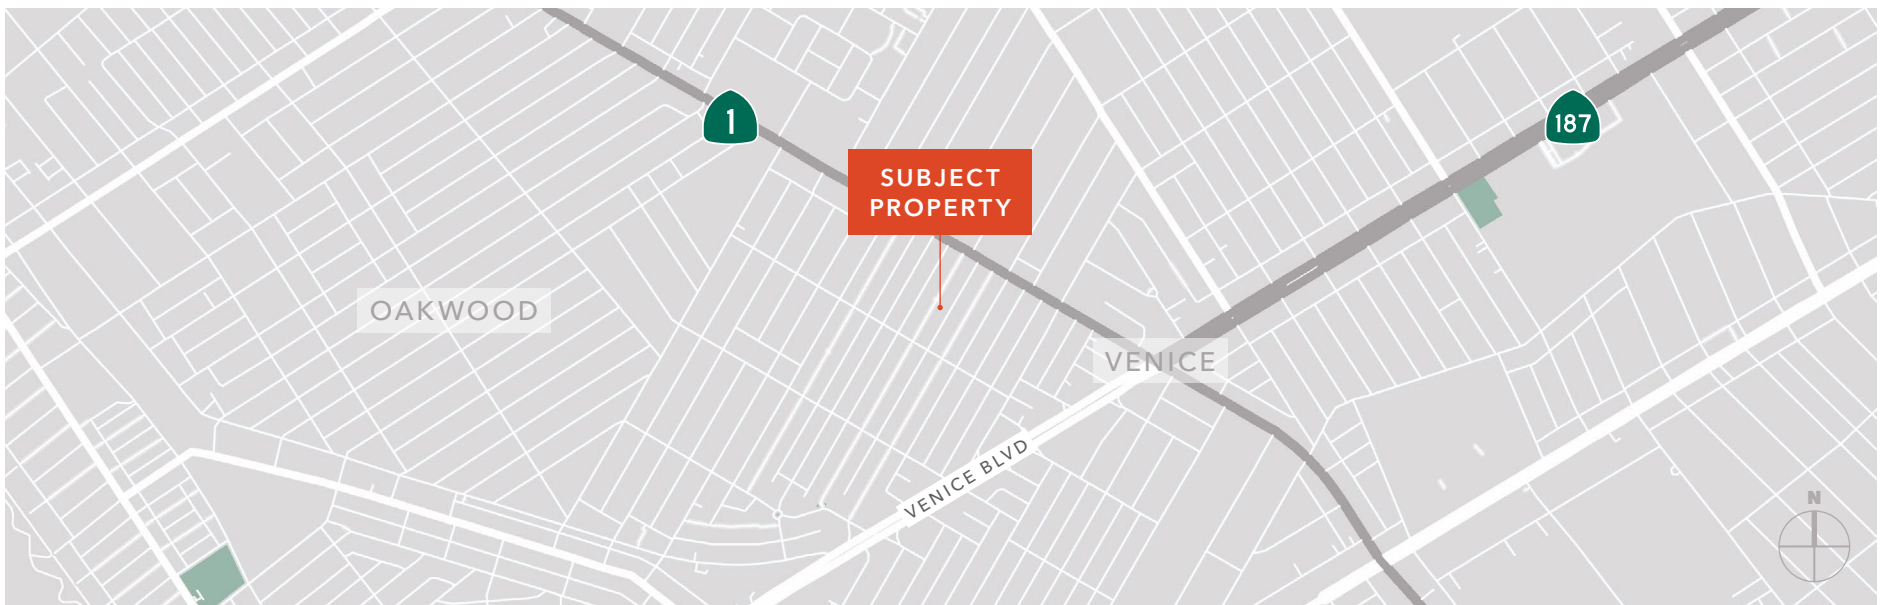 1
187
SUBJECT
PROPERTY
OAKWOOD
VENICE
VENICE BLVD
N